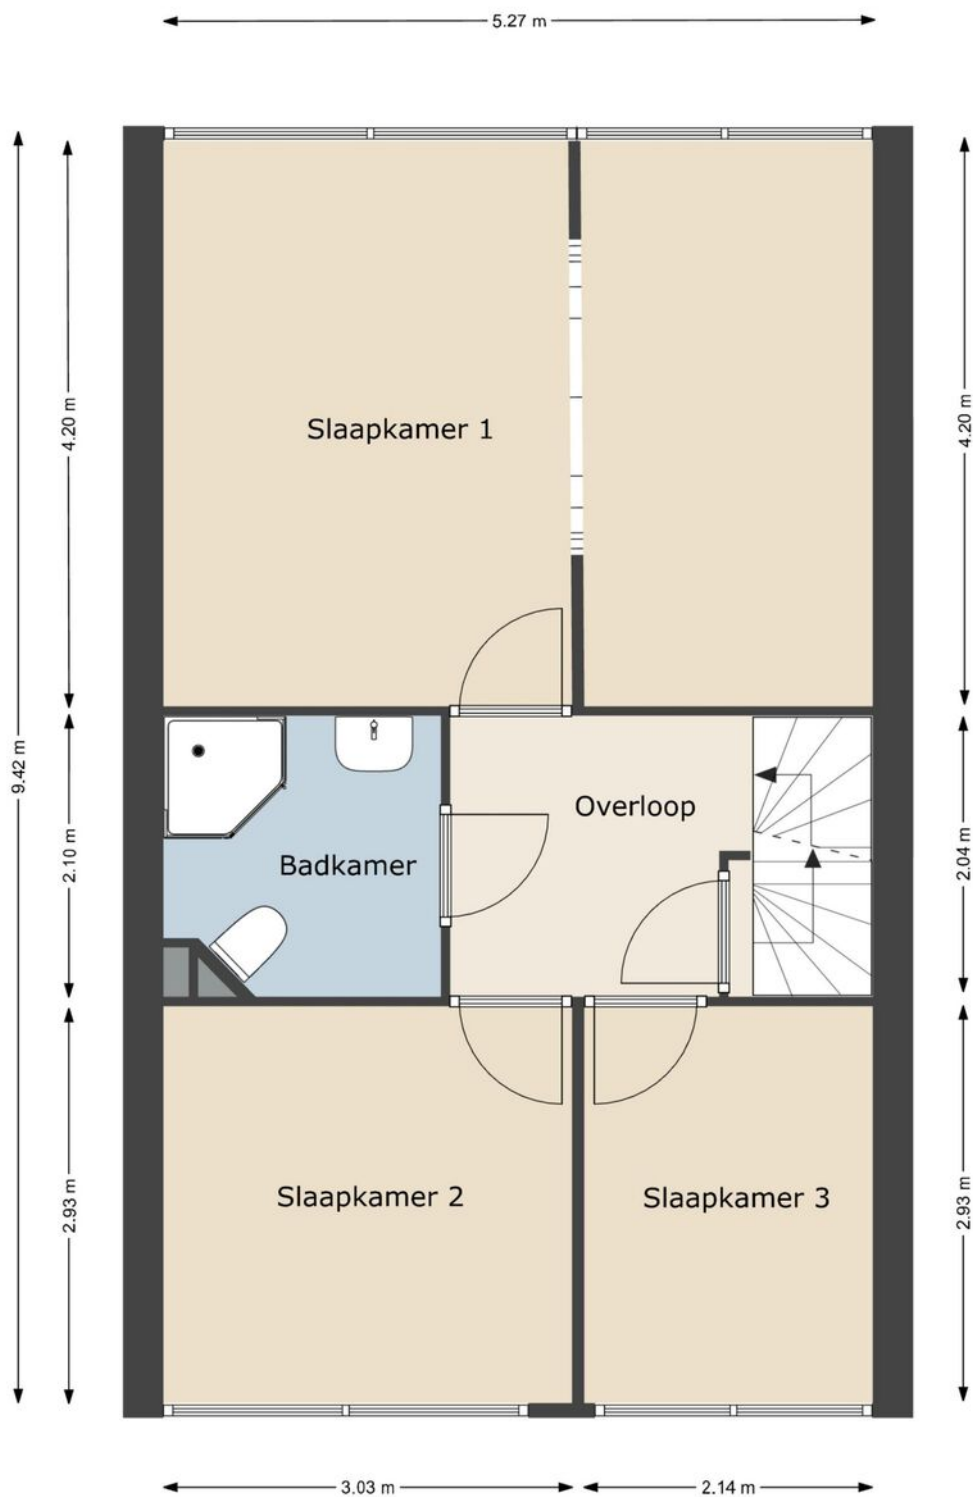 5.27 m
4.20 m
4.20 m
Slaapkamer 1
9.42 m
Overloop
2.10 m
Badkamer
2.04 m
2.93 m
Slaapkamer 2
Slaapkamer 3
2.93 m
3.03 m
2.14 m